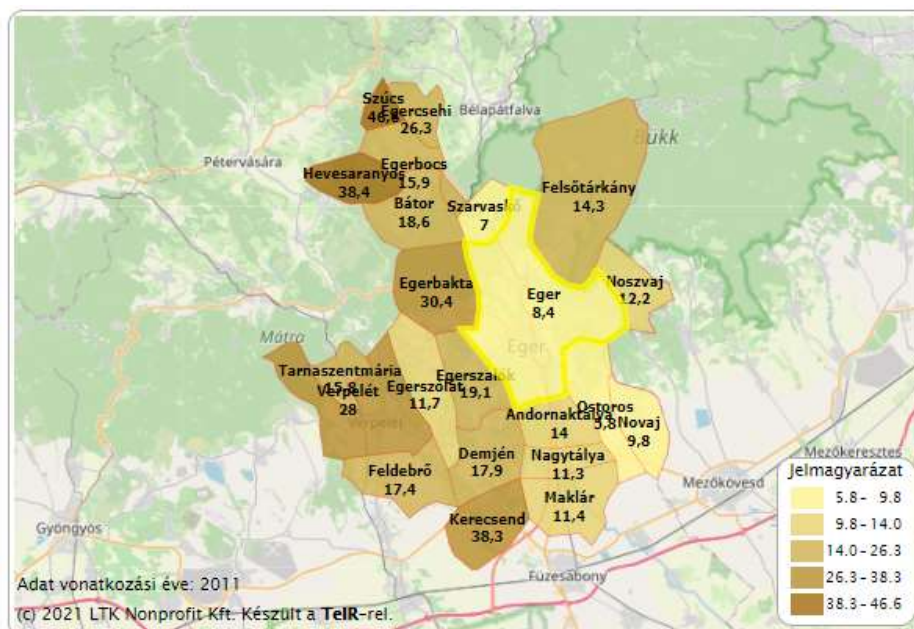 Szúcs
Egercsehi
26,3
Bélapátfalva
Bükk
Pétervására
Egerbocs
15,9
Hevesaranyos
38,4
Felsőtárkány
14,3
Bátor
18,6
Szarvaskő
7
Egerbakta
30,4
Noszvaj
12,2
Eger
8,4
Mátra
Eger
Tarnaszentmária
15,8
Verpelét
28
Egerszólát
11,7
Egerszalók
19,1
Verpelét
Andornaktálya
14
Ostoros
5,8
Novaj
9,8
Feldebrő
17,4
Demjén
17,9
Nagytálya
11,3
Maklár
11,4
Mezőkeresztes
Mezőkövesd
Gyöngyös
Kerecsend
38,3
Füzesabony
Jelmagyarázat
5.8 - 9.8
9.8 - 14.0
14.0 - 26.3
26.3 - 38.3
38.3 - 46.6
Adat vonatkozási éve: 2011
(c) 2021 LTK Nonprofit Kft. Készült a TeIR-rel.